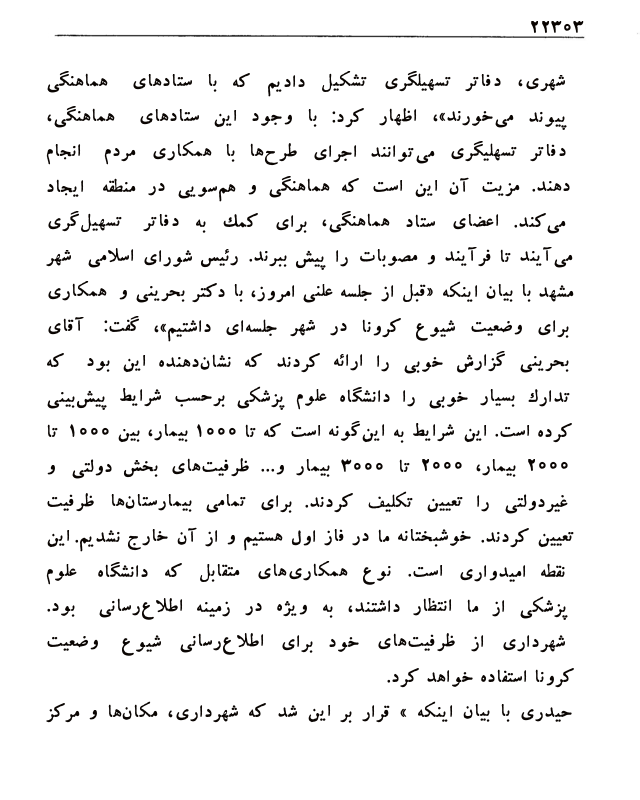 ۲۲۳۰۳
شهری، دفاتر تسهیلگری تشکیل دادیم که با ستادهای هماهنگی
پیوند می‌خورند»، اظهار کرد: با وجود این ستادهای هماهنگی،
دفاتر تسهلیگری می‌توانند اجرای طرح‌ها با همکاری مردم انجام
دهند. مزیت آن این است که هماهنگی و هم‌سویی در منطقه ایجاد
می‌کند. اعضای ستاد هماهنگی، برای کمك به دفاتر تسهیل‌گری
می‌آیند تا فرآیند و مصوبات را پیش ببرند. رئیس شورای اسلامی شهر
مشهد با بیان اینکه «قبل از جلسه علنی امروز، با دکتر بحرینی و همکاری
برای وضعیت شیوع کرونا در شهر جلسه‌ای داشتیم»، گفت: آقای
بحرینی گزارش خوبی را ارائه کردند که نشان‌دهنده این بود که
تدارك بسیار خوبی را دانشگاه علوم پزشکی برحسب شرایط پیش‌بینی
کرده است. این شرایط به این‌گونه است که تا ۱۰۰۰ بیمار، بین ۱۰۰۰ تا
۲۰۰۰ بیمار، ۲۰۰۰ تا ۳۰۰۰ بیمار و... ظرفیت‌های بخش دولتی و
غیردولتی را تعیین تکلیف کردند. برای تمامی بیمارستان‌ها ظرفیت
تعیین کردند. خوشبختانه ما در فاز اول هستیم و از آن خارج نشدیم. این
نقطه امیدواری است. نوع همکاری‌های متقابل که دانشگاه علوم
پزشکی از ما انتظار داشتند، به ویژه در زمینه اطلاع‌رسانی بود.
شهرداری از ظرفیت‌های خود برای اطلاع‌رسانی شیوع وضعیت
کرونا استفاده خواهد کرد.
حیدری با بیان اینکه » قرار بر این شد که شهرداری، مکان‌ها و مرکز